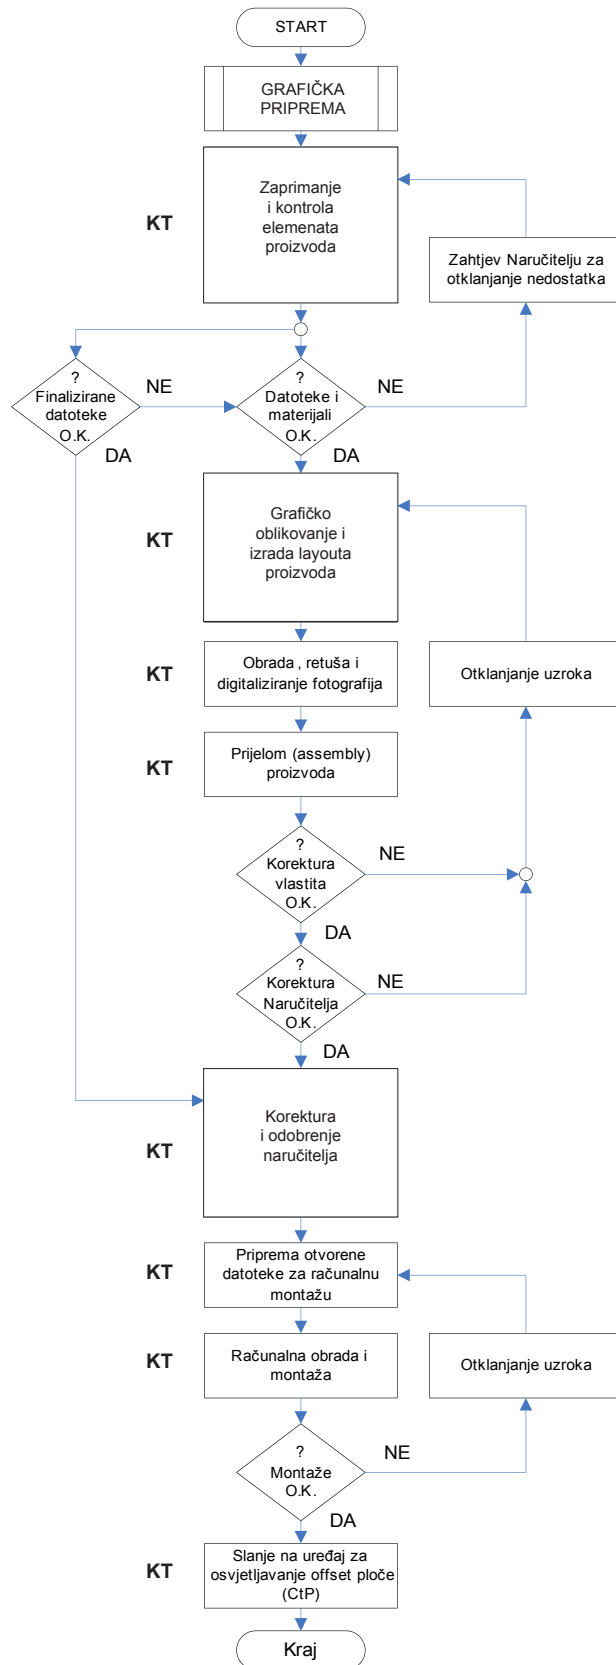 START
GRAFIČKA
PRIPREMA
KT
Zaprimanje
i kontrola
elemenata
proizvoda
Zahtjev Naručitelju za
otklanjanje nedostatka
?
Finalizirane
datoteke
O.K.
NE
DA
?
Datoteke i
materijali
O.K.
NE
DA
KT
Grafičko
oblikovanje i
izrada layouta
proizvoda
KT
Obrada , retuša i
digitaliziranje fotografija
Otklanjanje uzroka
KT
Prijelom (assembly)
proizvoda
?
Korektura
vlastita
O.K.
NE
DA
?
Korektura
Naručitelja
O.K.
NE
DA
KT
Korektura
i odobrenje
naručitelja
KT
Priprema otvorene
datoteke za računalnu
montažu
KT
Računalna obrada i
montaža
Otklanjanje uzroka
?
Montaže
O.K.
NE
DA
KT
Slanje na uređaj za
osvjetljavanje offset ploče
(CtP)
Kraj